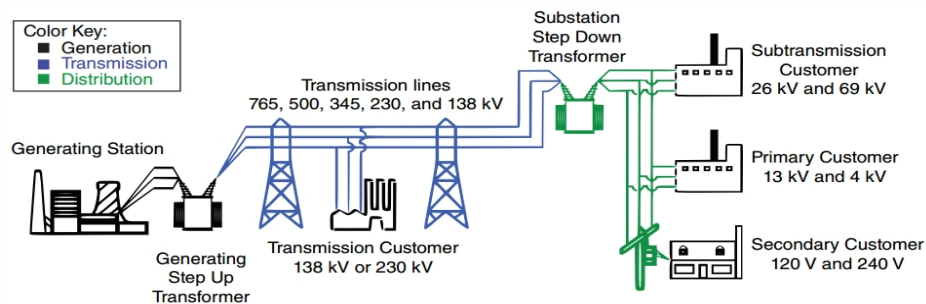 Color Key:
Generation
Transmission
Distribution
Generating Station
Generating
Step Up
Transformer
Transmission lines
765, 500, 345, 230, and 138 kV
Transmission Customer
138 kV or 230 kV
Substation
Step Down
Transformer
Subtransmission
Customer
26 kV and 69 kV
Primary Customer
13 kV and 4 kV
Secondary Customer
120 V and 240 V